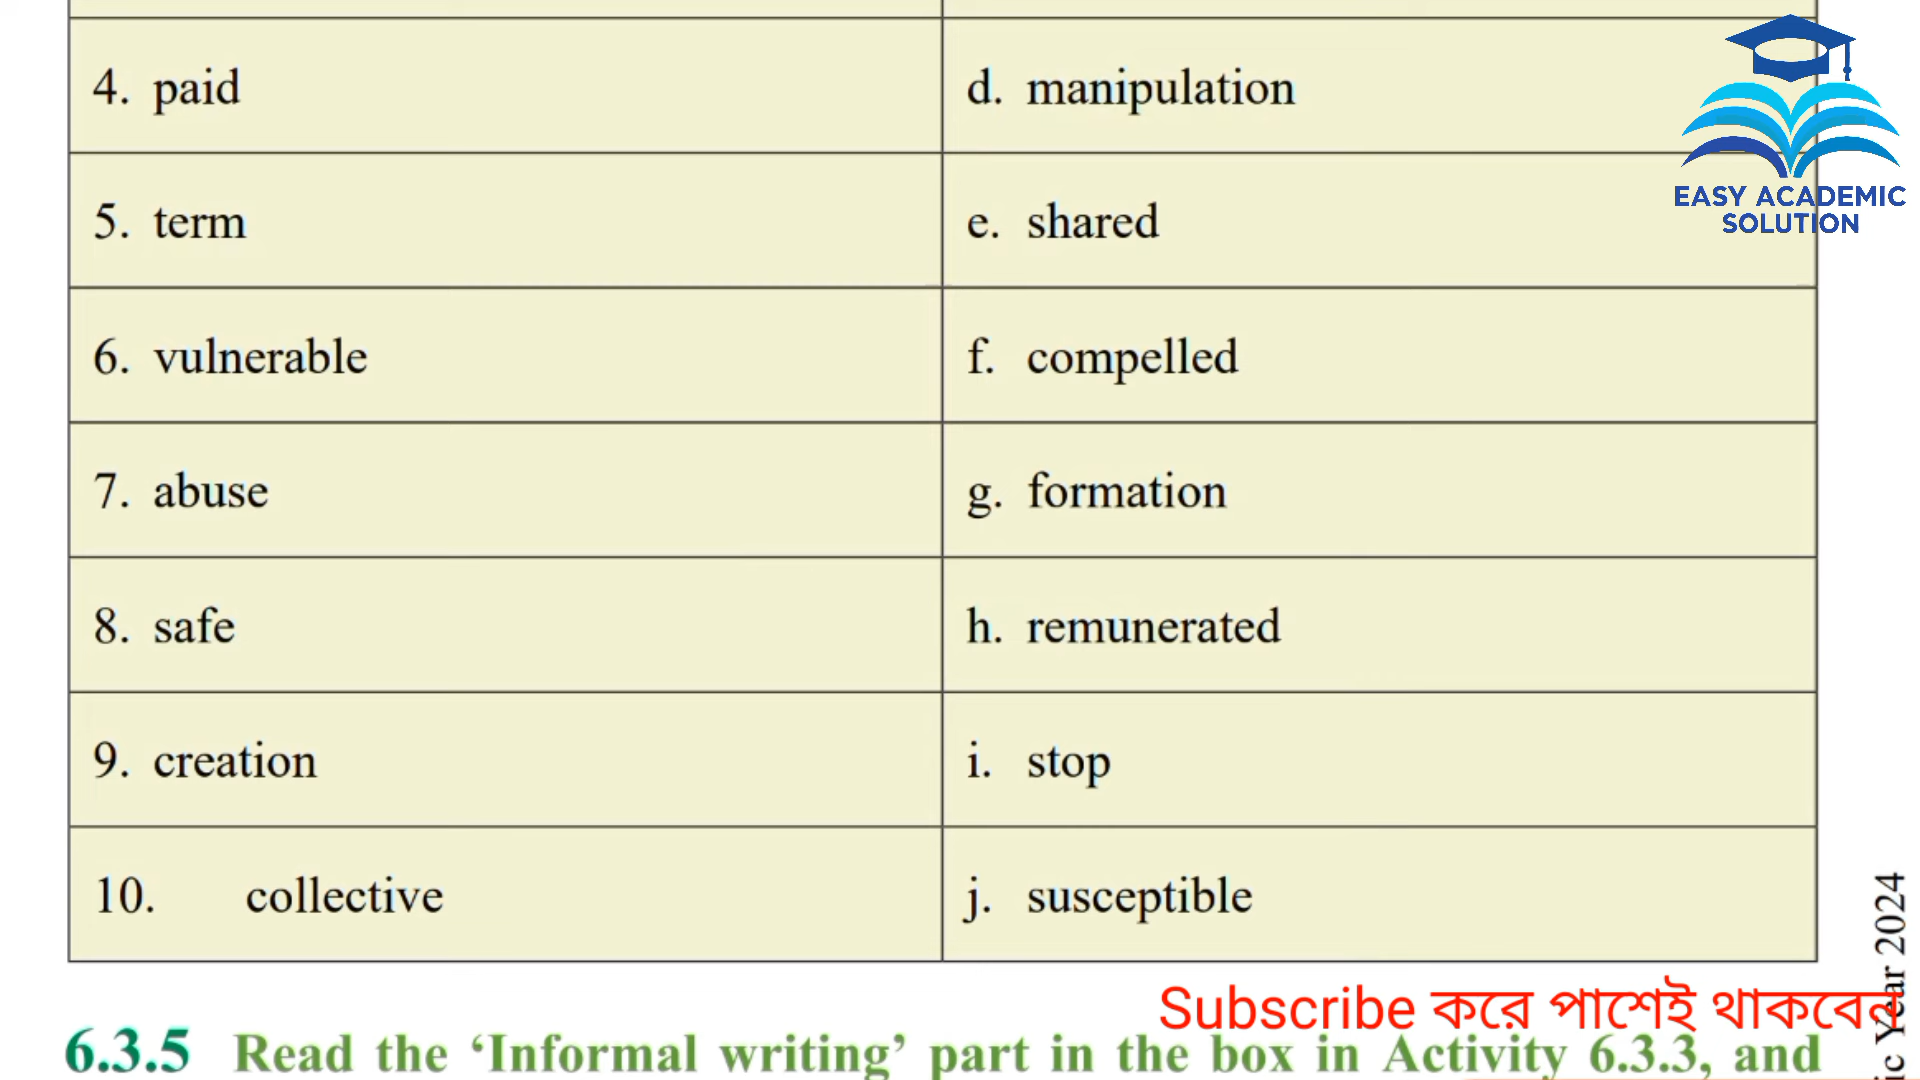 4. paid d. manipulation
5. term e. shared
6. vulnerable f. compelled
7. abuse g. formation
8. safe h. remunerated
9. creation i. stop
10. collective j. susceptible
EASY ACADEMIC
SOLUTION
Subscribe করে পাশেই থাকবেন
6.3.5 Read the ‘Informal writing’ part in the box in Activity 6.3.3, and
Year 2024